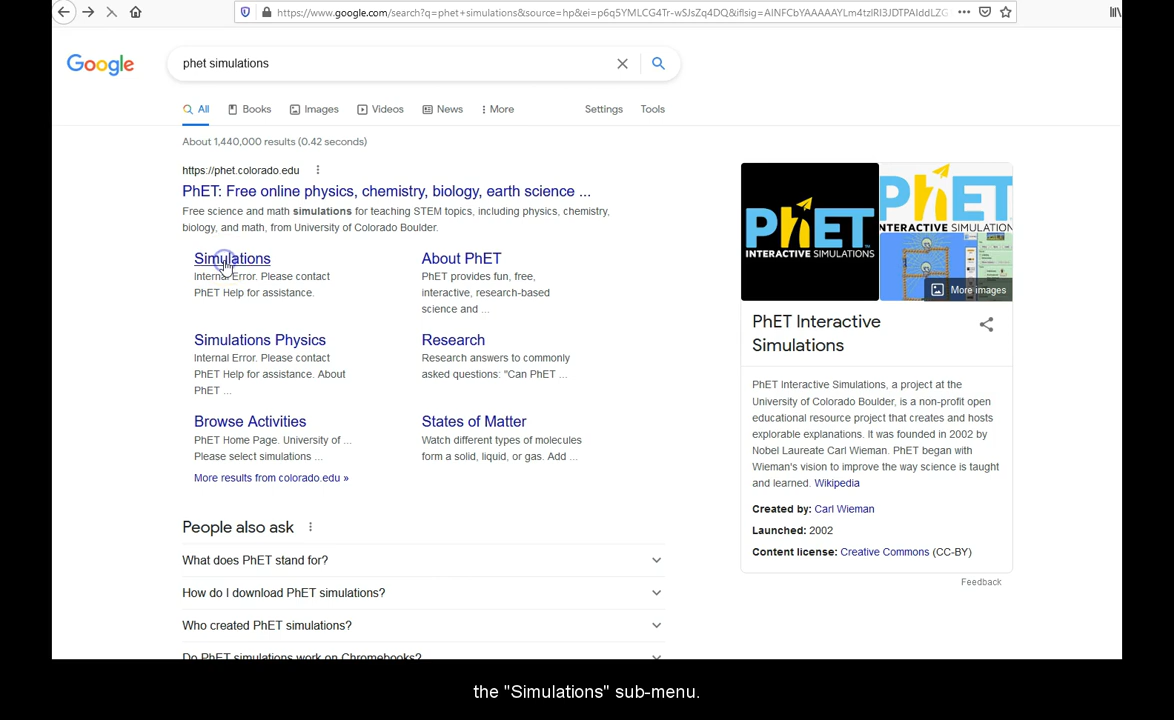 https://www.google.com/search?q=phet+simulations&source=hp&ei=p6q5YMLCG4Tr-wSJsZq4DQ&iflsig=AINFCbYAAAAAYLm4tzlRI3JDTPAIddLZG
Google
phet simulations
All Books Images Videos News More Settings Tools
About 1,440,000 results (0.42 seconds)
https://phet.colorado.edu
PhET: Free online physics, chemistry, biology, earth science ...
Free science and math simulations for teaching STEM topics, including physics, chemistry,
biology, and math, from University of Colorado Boulder.
Simulations
Internal Error. Please contact
PhET Help for assistance.
About PhET
PhET provides fun, free,
interactive, research-based
science and ...
Simulations Physics
Internal Error. Please contact
PhET Help for assistance. About
PhET ...
Research
Research answers to commonly
asked questions: "Can PhET ...
Browse Activities
PhET Home Page. University of ...
Please select simulations ...
States of Matter
Watch different types of molecules
form a solid, liquid, or gas. Add ...
More results from colorado.edu »
People also ask
What does PhET stand for?
How do I download PhET simulations?
Who created PhET simulations?
Do PhET simulations work on Chromebooks?
PhET
INTERACTIVE SIMULATIONS
PhET
INTERACTIVE SIMULATIONS
More images
PhET Interactive
Simulations
PhET Interactive Simulations, a project at the
University of Colorado Boulder, is a non-profit open
educational resource project that creates and hosts
explorable explanations. It was founded in 2002 by
Nobel Laureate Carl Wieman. PhET began with
Wieman's vision to improve the way science is taught
and learned. Wikipedia
Created by: Carl Wieman
Launched: 2002
Content license: Creative Commons (CC-BY)
Feedback
the "Simulations" sub-menu.